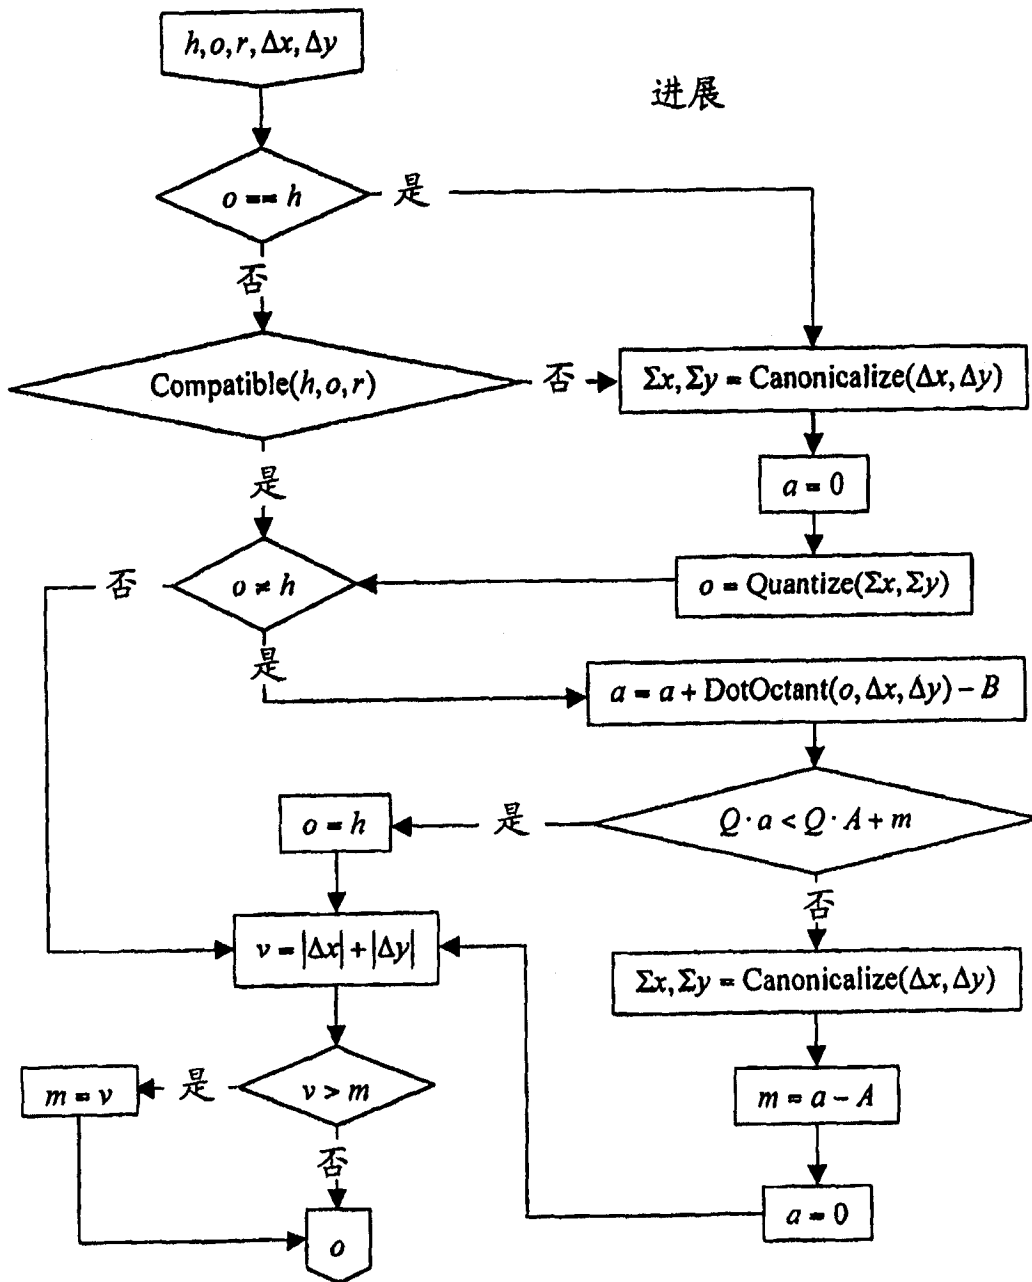 h, o, r, Δx, Δy
进展
o == h
是
否
Compatible(h, o, r)
否
Σx, Σy = Canonicalize(Δx, Δy)
是
a = 0
否
o ≠ h
o = Quantize(Σx, Σy)
是
a = a + DotOctant(o, Δx, Δy) − B
o = h
是
Q · a < Q · A + m
否
v = |Δx| + |Δy|
Σx, Σy = Canonicalize(Δx, Δy)
m = v
是
v > m
m = a − A
否
a = 0
o